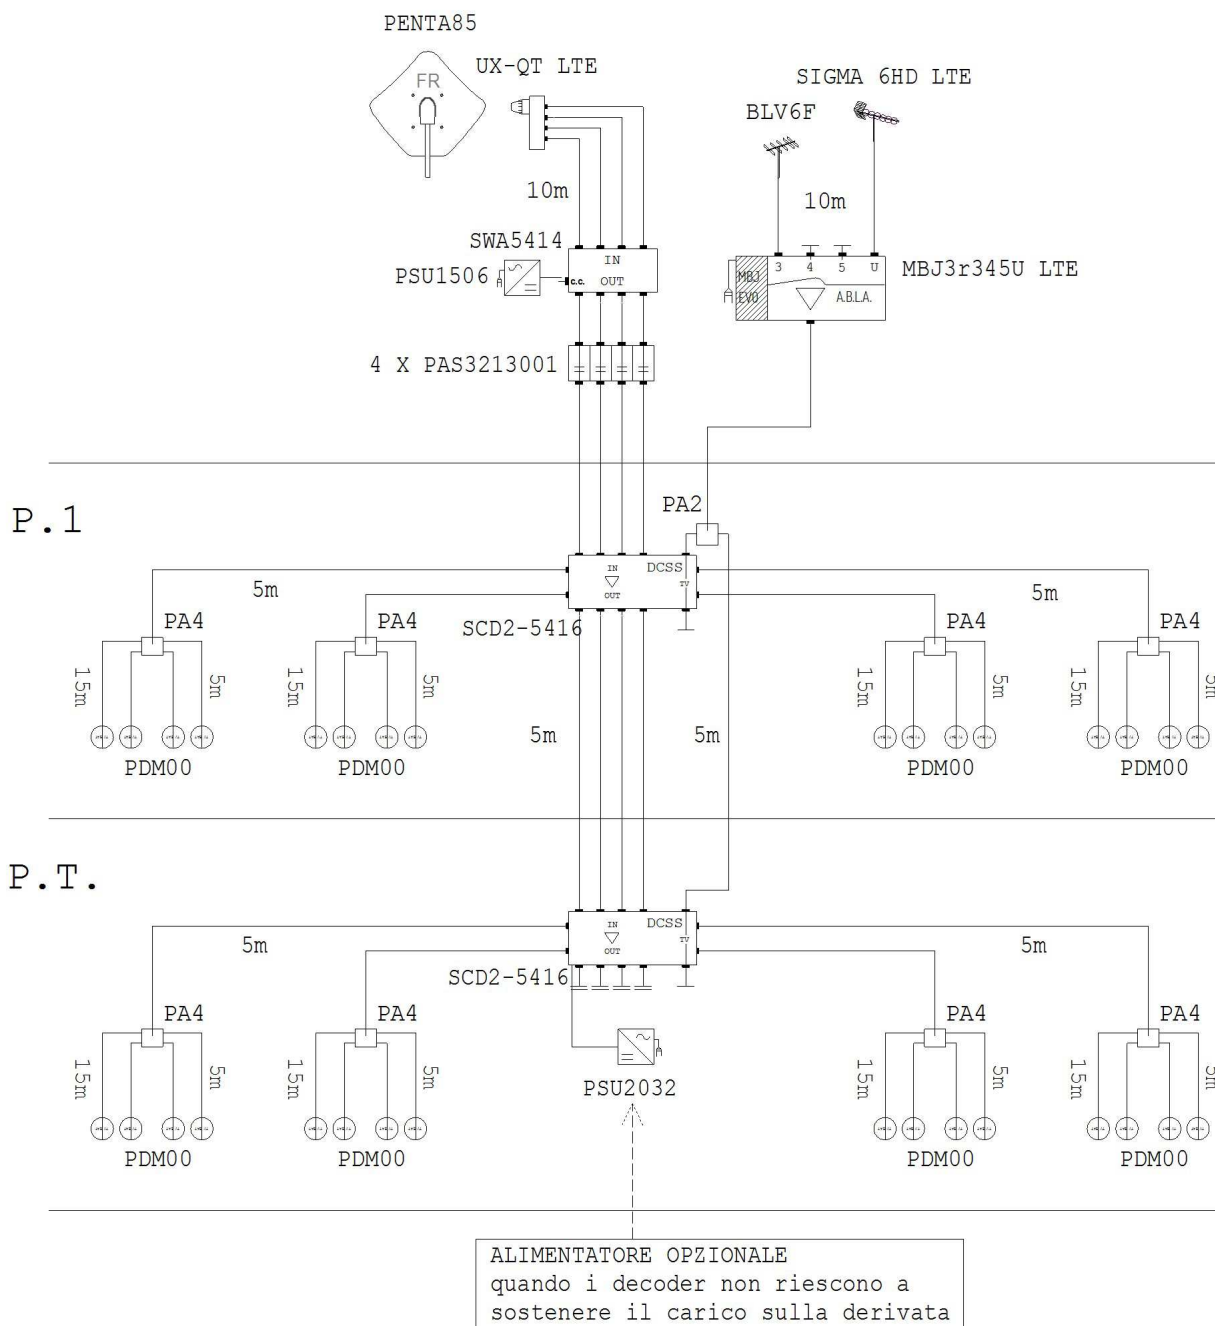 PENTA85
FR
UX-QT LTE
SIGMA 6HD LTE
BLV6F
10m
10m
SWA5414
IN
PSU1506
c.c.
OUT
3 4 5 U
MBJ
EVO
A.B.L.A.
MBJ3r345U LTE
4 X PAS3213001
P.1
PA2
IN
DCSS
TV
OUT
5m
5m
SCD2-5416
PA4
PA4
PA4
PA4
15m
5m
15m
5m
15m
5m
15m
5m
5m
5m
PDM00
PDM00
PDM00
PDM00
P.T.
IN
DCSS
TV
OUT
5m
5m
SCD2-5416
PA4
PA4
PA4
PA4
15m
5m
15m
5m
15m
5m
15m
5m
PSU2032
PDM00
PDM00
PDM00
PDM00
ALIMENTATORE OPZIONALE
quando i decoder non riescono a
sostenere il carico sulla derivata